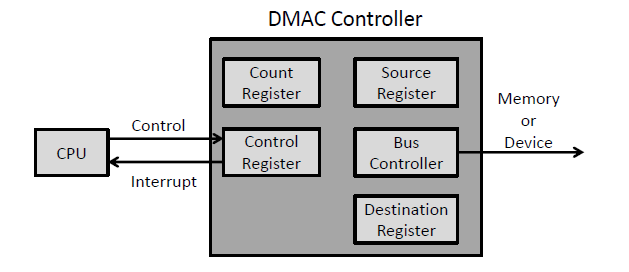 DMAC Controller
Count
Register
Source
Register
Memory
or
Device
Control
CPU
Control
Register
Bus
Controller
Interrupt
Destination
Register